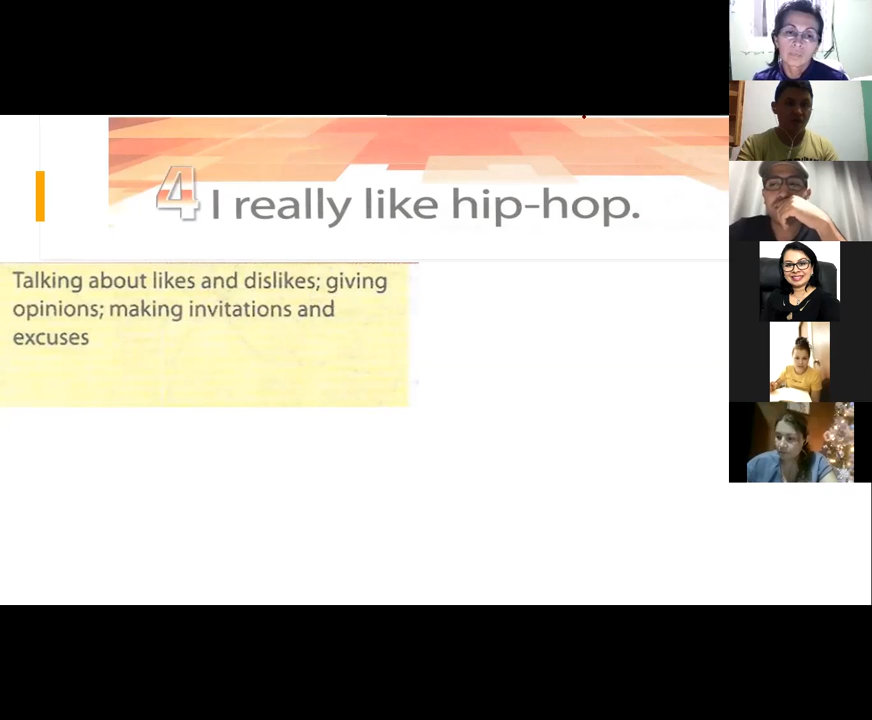 4 I really like hip-hop.
Talking about likes and dislikes; giving
opinions; making invitations and
excuses